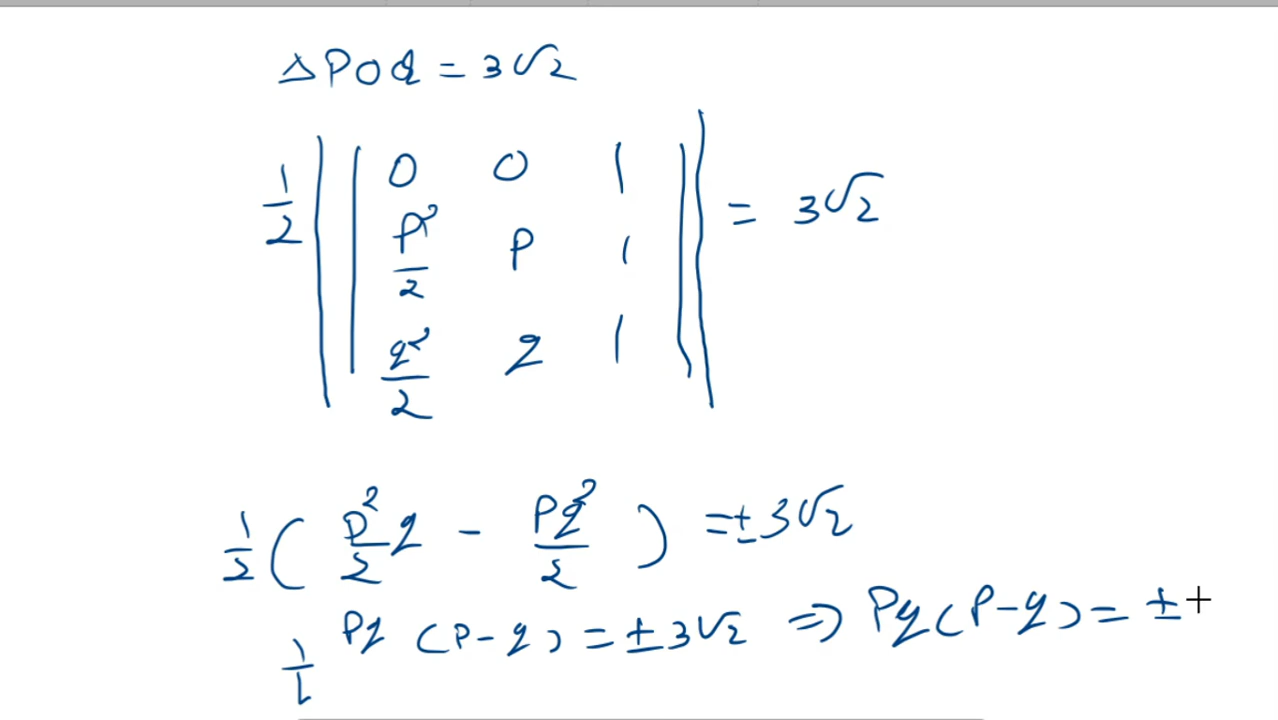 △POQ = 3√2
1/2 || 0 0 1 ; p²/2 p 1 ; q²/2 q 1 || = 3√2
1/2 ( p²/2 q - pq²/2 ) = ± 3√2
1/ pq (p-q) = ± 3√2 ⇒ pq(p-q) = ±